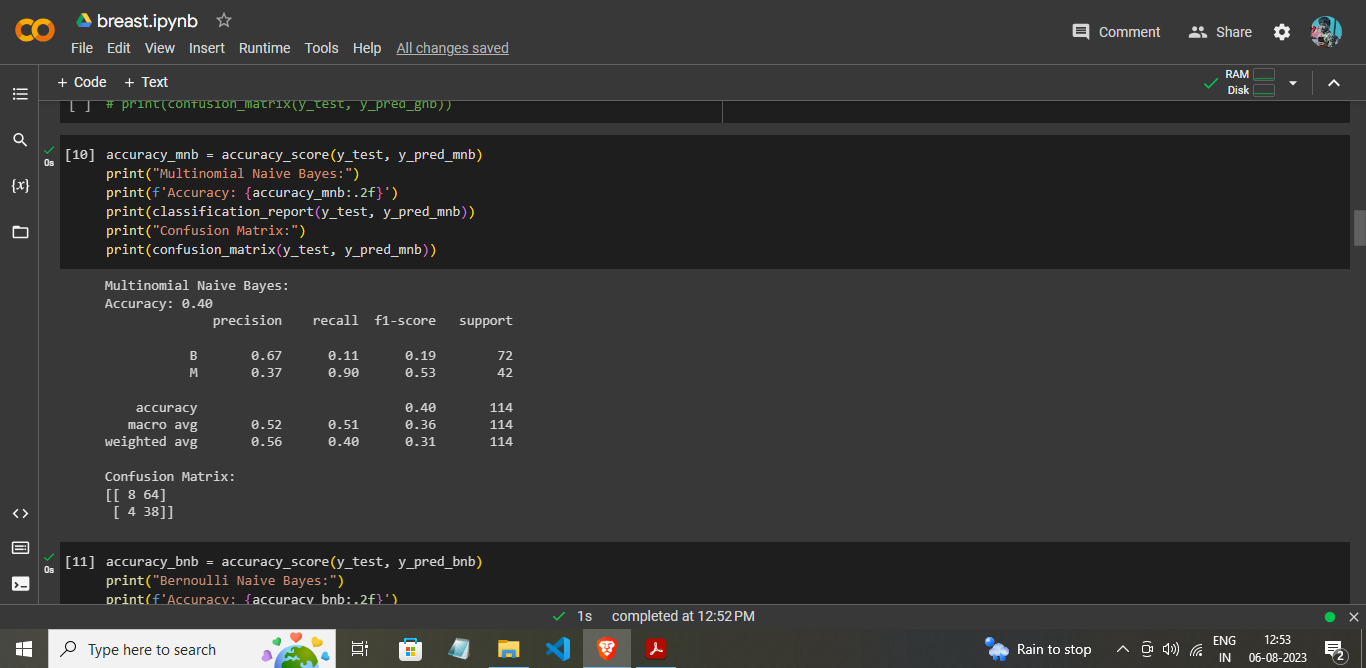 breast.ipynb
File Edit View Insert Runtime Tools Help All changes saved
Comment Share
+ Code + Text
RAM
Disk
[ ] # print(confusion_matrix(y_test, y_pred_gnb))
[10] accuracy_mnb = accuracy_score(y_test, y_pred_mnb)
0s
print("Multinomial Naive Bayes:")
print(f'Accuracy: {accuracy_mnb:.2f}')
print(classification_report(y_test, y_pred_mnb))
print("Confusion Matrix:")
print(confusion_matrix(y_test, y_pred_mnb))
{x}
Multinomial Naive Bayes:
Accuracy: 0.40
precision recall f1-score support
B 0.67 0.11 0.19 72
M 0.37 0.90 0.53 42
accuracy 0.40 114
macro avg 0.52 0.51 0.36 114
weighted avg 0.56 0.40 0.31 114
Confusion Matrix:
[[ 8 64]
[ 4 38]]
[11] accuracy_bnb = accuracy_score(y_test, y_pred_bnb)
0s
print("Bernoulli Naive Bayes:")
print(f'Accuracy: {accuracy_bnb:.2f}')
1s completed at 12:52 PM
Type here to search
Rain to stop
ENG
IN
12:53
06-08-2023
2